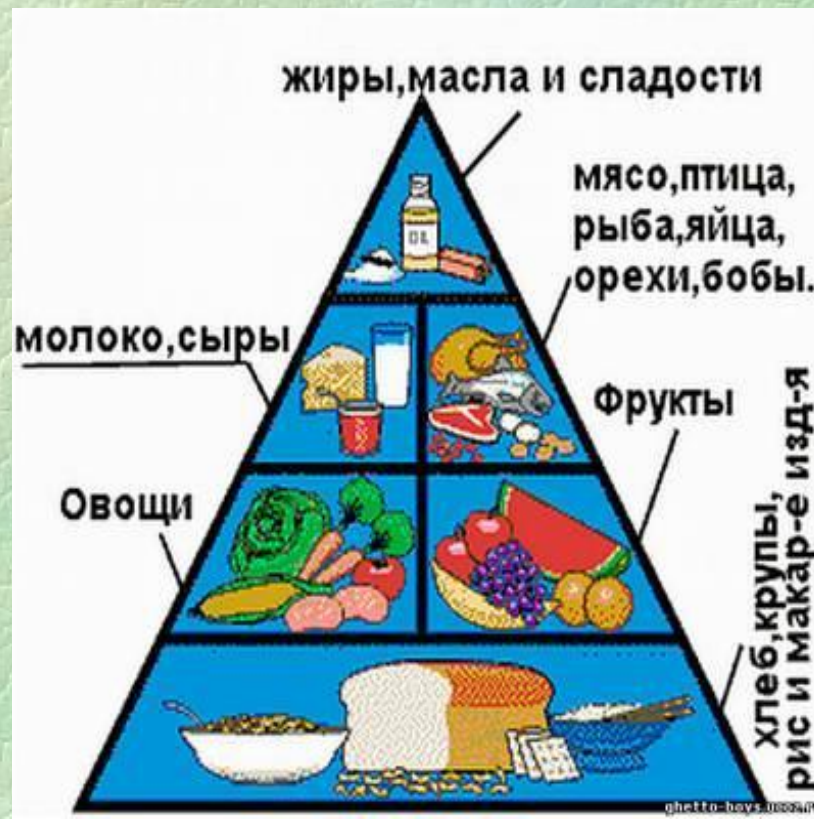 жиры,масла и сладости
мясо,птица,
рыба,яйца,
орехи,бобы.
молоко,сыры
Фрукты
Овощи
хлеб,крупы,
рис и макар-е изд-я
OIL
ghetto-boys.ucoz.r